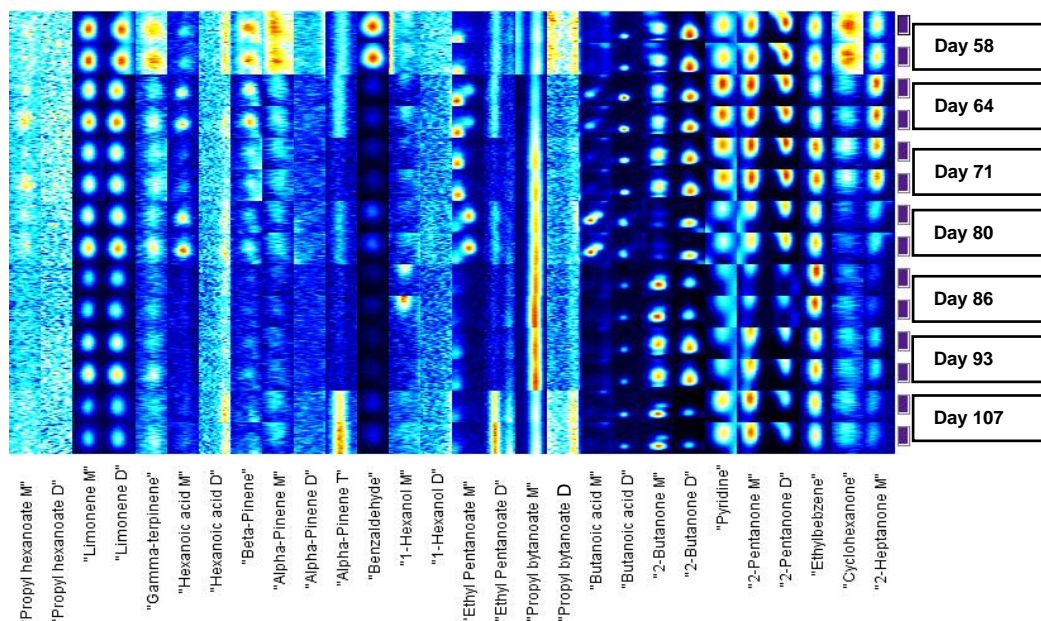 Day 58
Day 64
Day 71
Day 80
Day 86
Day 93
Day 107
"Propyl hexanoate M"
"Propyl hexanoate D"
"Limonene M"
"Limonene D"
"Gamma-terpinene"
"Hexanoic acid M"
"Hexanoic acid D"
"Beta-Pinene"
"Alpha-Pinene M"
"Alpha-Pinene D"
"Alpha-Pinene T"
"Benzaldehyde"
"1-Hexanol M"
"1-Hexanol D"
"Ethyl Pentanoate M"
"Ethyl Pentanoate D"
"Propyl bytanoate M"
"Propyl bytanoate D
"Butanoic acid M"
"Butanoic acid D"
"2-Butanone M"
"2-Butanone D"
"Pyridine"
"2-Pentanone M"
"2-Pentanone D"
"Ethylbebzene"
"Cyclohexanone"
"2-Heptanone M"